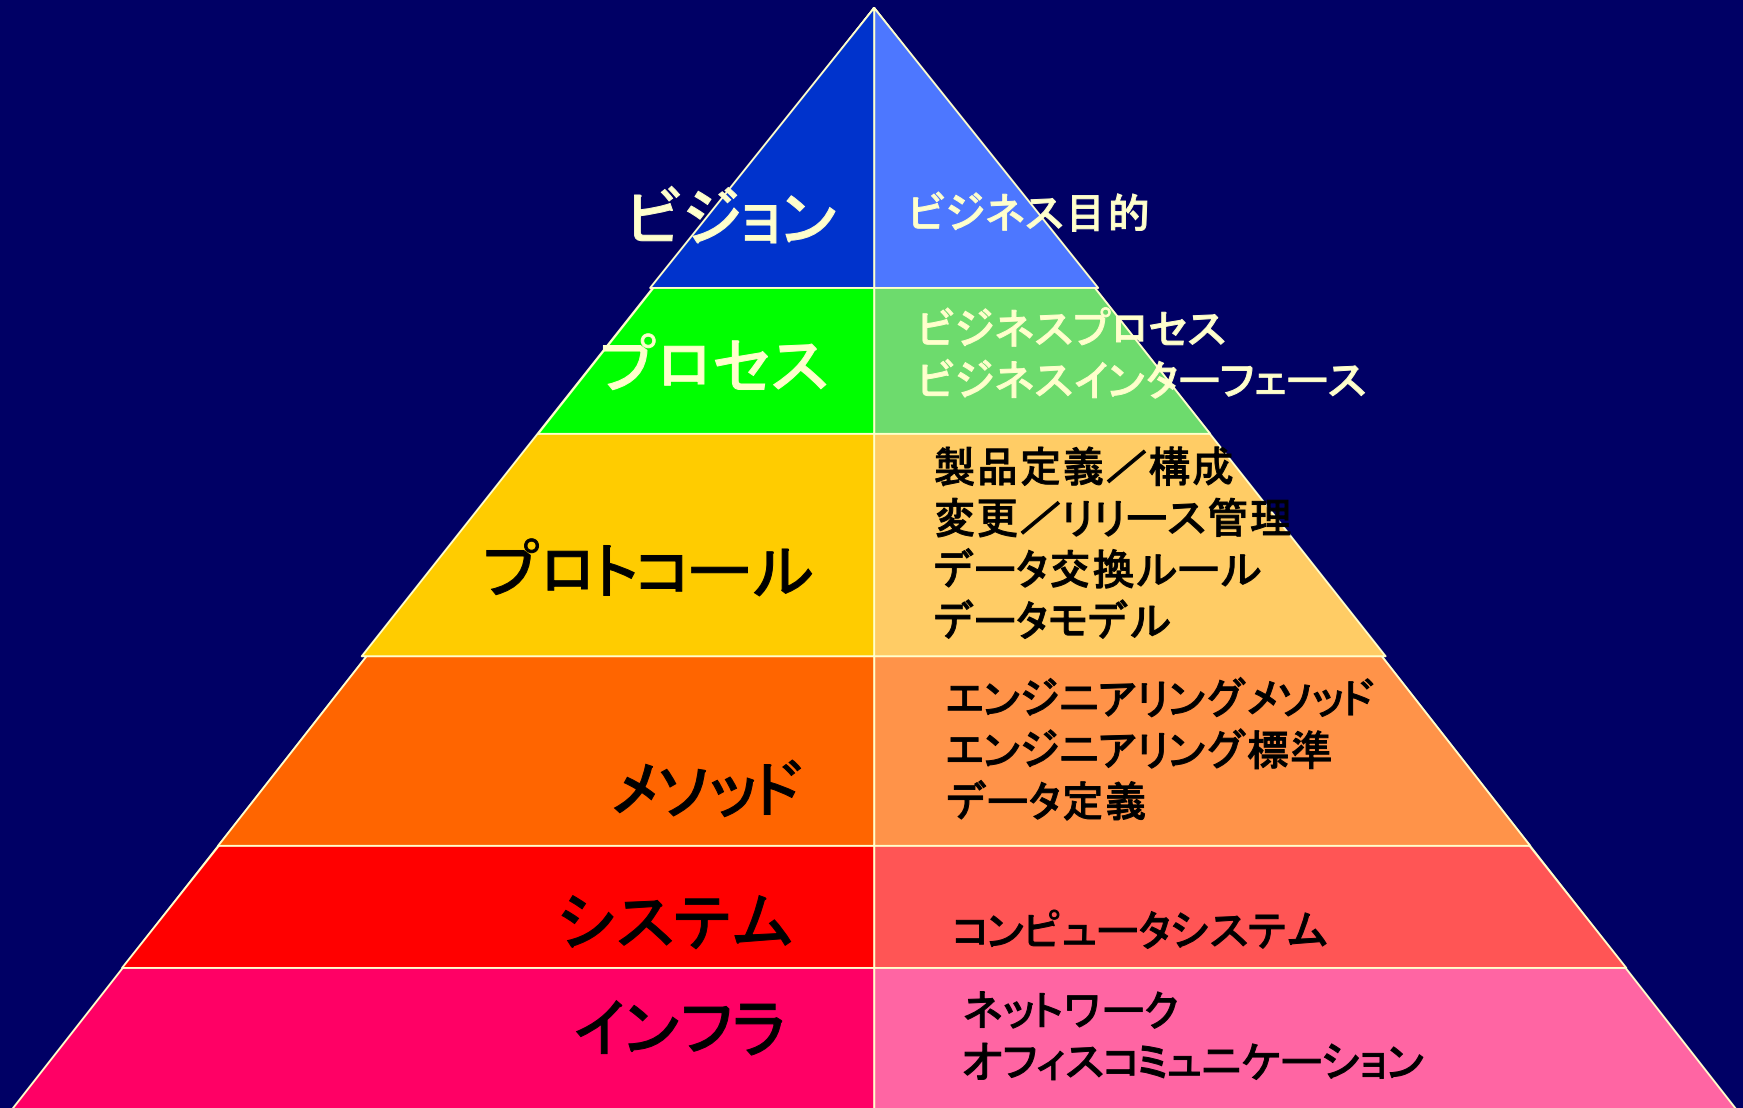 ビジョン
ビジネス目的
プロセス
ビジネスプロセス
ビジネスインターフェース
プロトコール
製品定義／構成
変更／リリース管理
データ交換ルール
データモデル
メソッド
エンジニアリングメソッド
エンジニアリング標準
データ定義
システム
コンピュータシステム
インフラ
ネットワーク
オフィスコミュニケーション